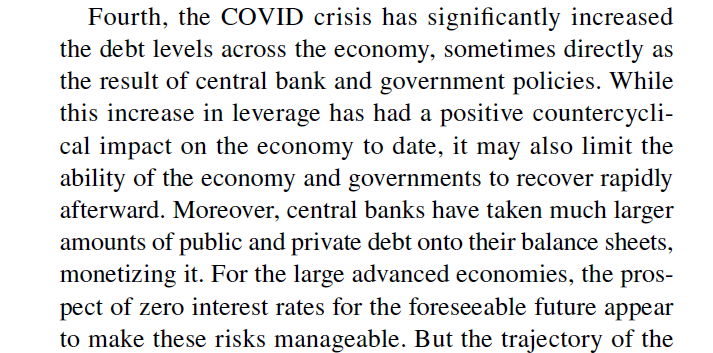 Fourth, the COVID crisis has significantly increased
the debt levels across the economy, sometimes directly as
the result of central bank and government policies. While
this increase in leverage has had a positive countercycli-
cal impact on the economy to date, it may also limit the
ability of the economy and governments to recover rapidly
afterward. Moreover, central banks have taken much larger
amounts of public and private debt onto their balance sheets,
monetizing it. For the large advanced economies, the pros-
pect of zero interest rates for the foreseeable future appear
to make these risks manageable. But the trajectory of the